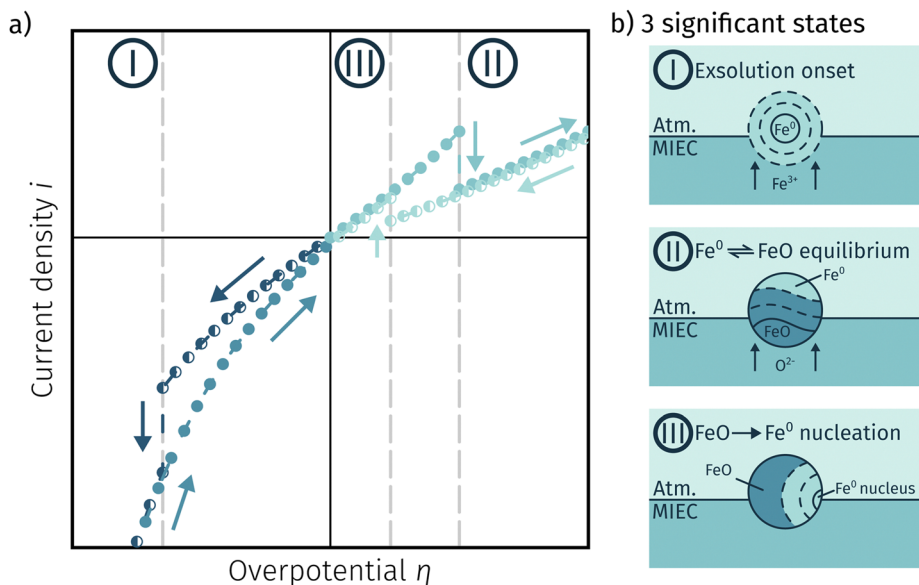 a)
I
III
II
Current density i
Overpotential η
b) 3 significant states
I Exsolution onset
Fe⁰
Atm.
MIEC
Fe³⁺
II Fe⁰ ⇌ FeO equilibrium
Fe⁰
Atm.
MIEC
FeO
O²⁻
III FeO → Fe⁰ nucleation
FeO
Fe⁰ nucleus
Atm.
MIEC